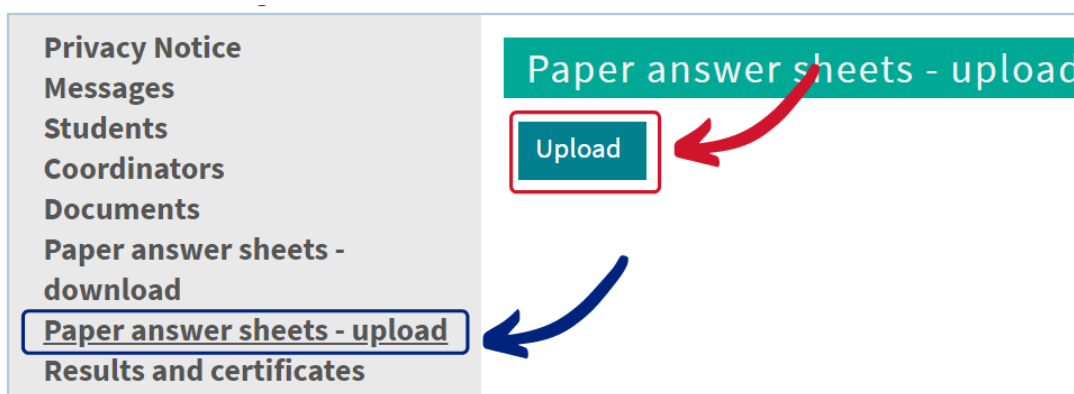 Privacy Notice
Messages
Students
Coordinators
Documents
Paper answer sheets -
download
Paper answer sheets - upload
Results and certificates
Paper answer sheets - upload
Upload